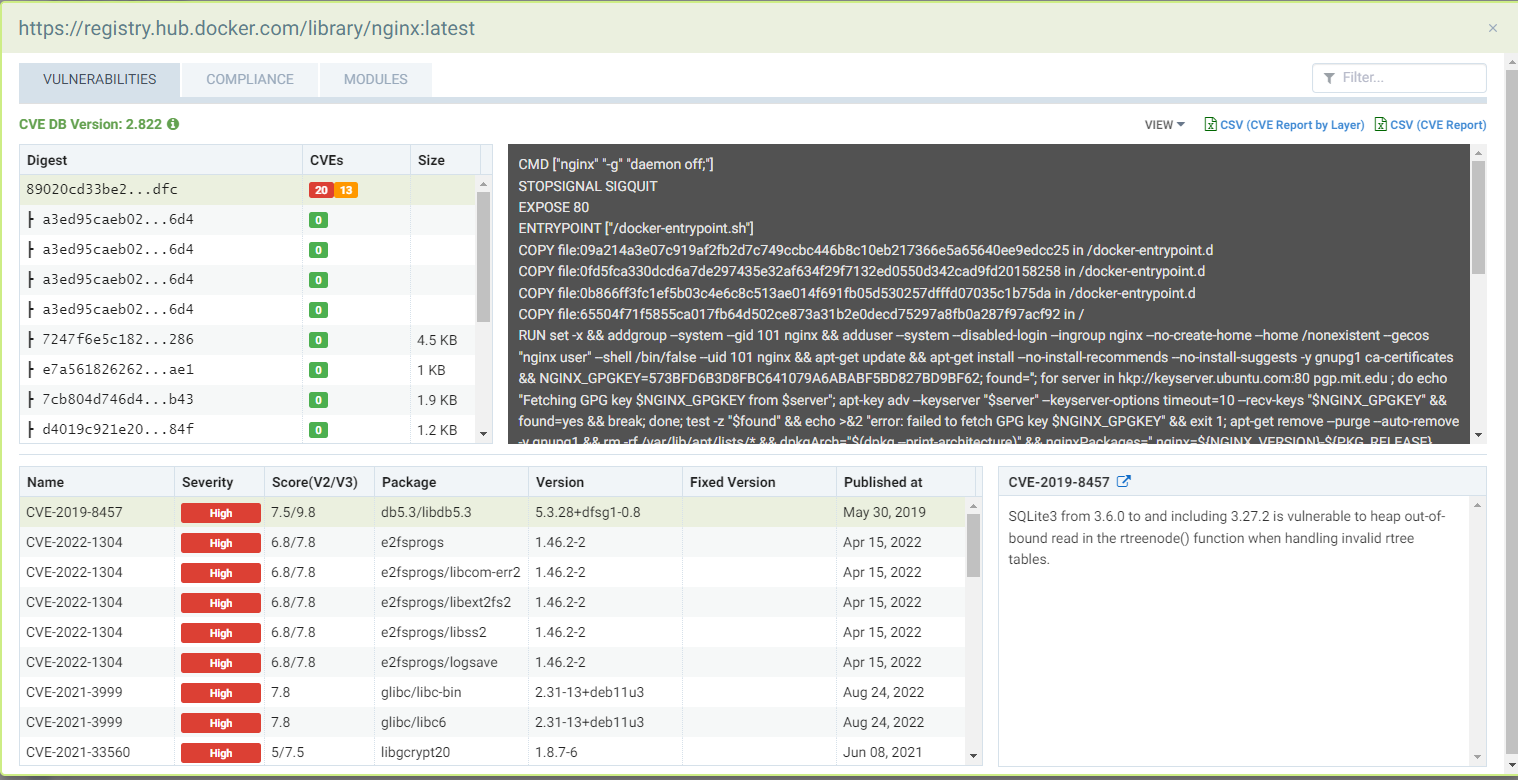 https://registry.hub.docker.com/library/nginx:latest
×
VULNERABILITIES COMPLIANCE MODULES
Filter...
CVE DB Version: 2.822
VIEW CSV (CVE Report by Layer) CSV (CVE Report)
Digest CVEs Size
89020cd33be2...dfc 20 13
├ a3ed95caeb02...6d4 0
├ a3ed95caeb02...6d4 0
├ a3ed95caeb02...6d4 0
├ a3ed95caeb02...6d4 0
├ 7247f6e5c182...286 0 4.5 KB
├ e7a561826262...ae1 0 1 KB
├ 7cb804d746d4...b43 0 1.9 KB
├ d4019c921e20...84f 0 1.2 KB
CMD ["nginx" "-g" "daemon off;"]
STOPSIGNAL SIGQUIT
EXPOSE 80
ENTRYPOINT ["/docker-entrypoint.sh"]
COPY file:09a214a3e07c919af2fb2d7c749ccbc446b8c10eb217366e5a65640ee9edcc25 in /docker-entrypoint.d
COPY file:0fd5fca330dcd6a7de297435e32af634f29f7132ed0550d342cad9fd20158258 in /docker-entrypoint.d
COPY file:0b866ff3fc1ef5b03c4e6c8c513ae014f691fb05d530257dfffd07035c1b75da in /docker-entrypoint.d
COPY file:65504f71f5855ca017fb64d502ce873a31b2e0decd75297a8fb0a287f97acf92 in /
RUN set -x && addgroup --system --gid 101 nginx && adduser --system --disabled-login --ingroup nginx --no-create-home --home /nonexistent --gecos
"nginx user" --shell /bin/false --uid 101 nginx && apt-get update && apt-get install --no-install-recommends --no-install-suggests -y gnupg1 ca-certificates
&& NGINX_GPGKEY=573BFD6B3D8FBC641079A6ABABF5BD827BD9BF62; found=''; for server in hkp://keyserver.ubuntu.com:80 pgp.mit.edu ; do echo
"Fetching GPG key $NGINX_GPGKEY from $server"; apt-key adv --keyserver "$server" --keyserver-options timeout=10 --recv-keys "$NGINX_GPGKEY" &&
found=yes && break; done; test -z "$found" && echo >&2 "error: failed to fetch GPG key $NGINX_GPGKEY" && exit 1; apt-get remove --purge --auto-remove
-y gnupg1 && rm -rf /var/lib/apt/lists/* && dpkgArch="$(dpkg --print-architecture)" && nginxPackages=" nginx=${NGINX_VERSION}-${PKG_RELEASE}
Name Severity Score(V2/V3) Package Version Fixed Version Published at
CVE-2019-8457 High 7.5/9.8 db5.3/libdb5.3 5.3.28+dfsg1-0.8 May 30, 2019
CVE-2022-1304 High 6.8/7.8 e2fsprogs 1.46.2-2 Apr 15, 2022
CVE-2022-1304 High 6.8/7.8 e2fsprogs/libcom-err2 1.46.2-2 Apr 15, 2022
CVE-2022-1304 High 6.8/7.8 e2fsprogs/libext2fs2 1.46.2-2 Apr 15, 2022
CVE-2022-1304 High 6.8/7.8 e2fsprogs/libss2 1.46.2-2 Apr 15, 2022
CVE-2022-1304 High 6.8/7.8 e2fsprogs/logsave 1.46.2-2 Apr 15, 2022
CVE-2021-3999 High 7.8 glibc/libc-bin 2.31-13+deb11u3 Aug 24, 2022
CVE-2021-3999 High 7.8 glibc/libc6 2.31-13+deb11u3 Aug 24, 2022
CVE-2021-33560 High 5/7.5 libgcrypt20 1.8.7-6 Jun 08, 2021
CVE-2019-8457
SQLite3 from 3.6.0 to and including 3.27.2 is vulnerable to heap out-of-
bound read in the rtreenode() function when handling invalid rtree
tables.